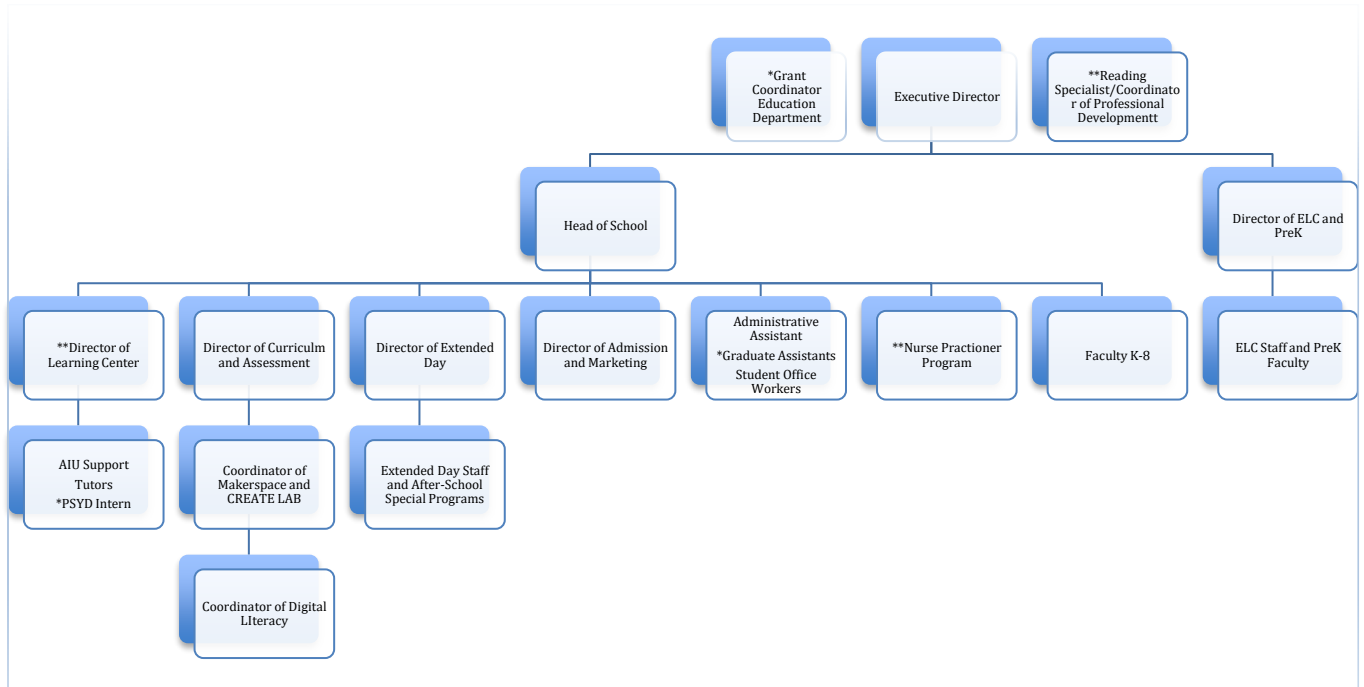 *Grant
Coordinator
Education
Department
Executive Director
**Reading
Specialist/Coordinato
r of Professional
Developmentt
Head of School
Director of ELC and
PreK
**Director of
Learning Center
Director of Curriculm
and Assessment
Director of Extended
Day
Director of Admission
and Marketing
Administrative
Assistant
*Graduate Assistants
Student Office
Workers
**Nurse Practioner
Program
Faculty K-8
ELC Staff and PreK
Faculty
AIU Support
Tutors
*PSYD Intern
Coordinator of
Makerspace and
CREATE LAB
Extended Day Staff
and After-School
Special Programs
Coordinator of Digital
LIteracy